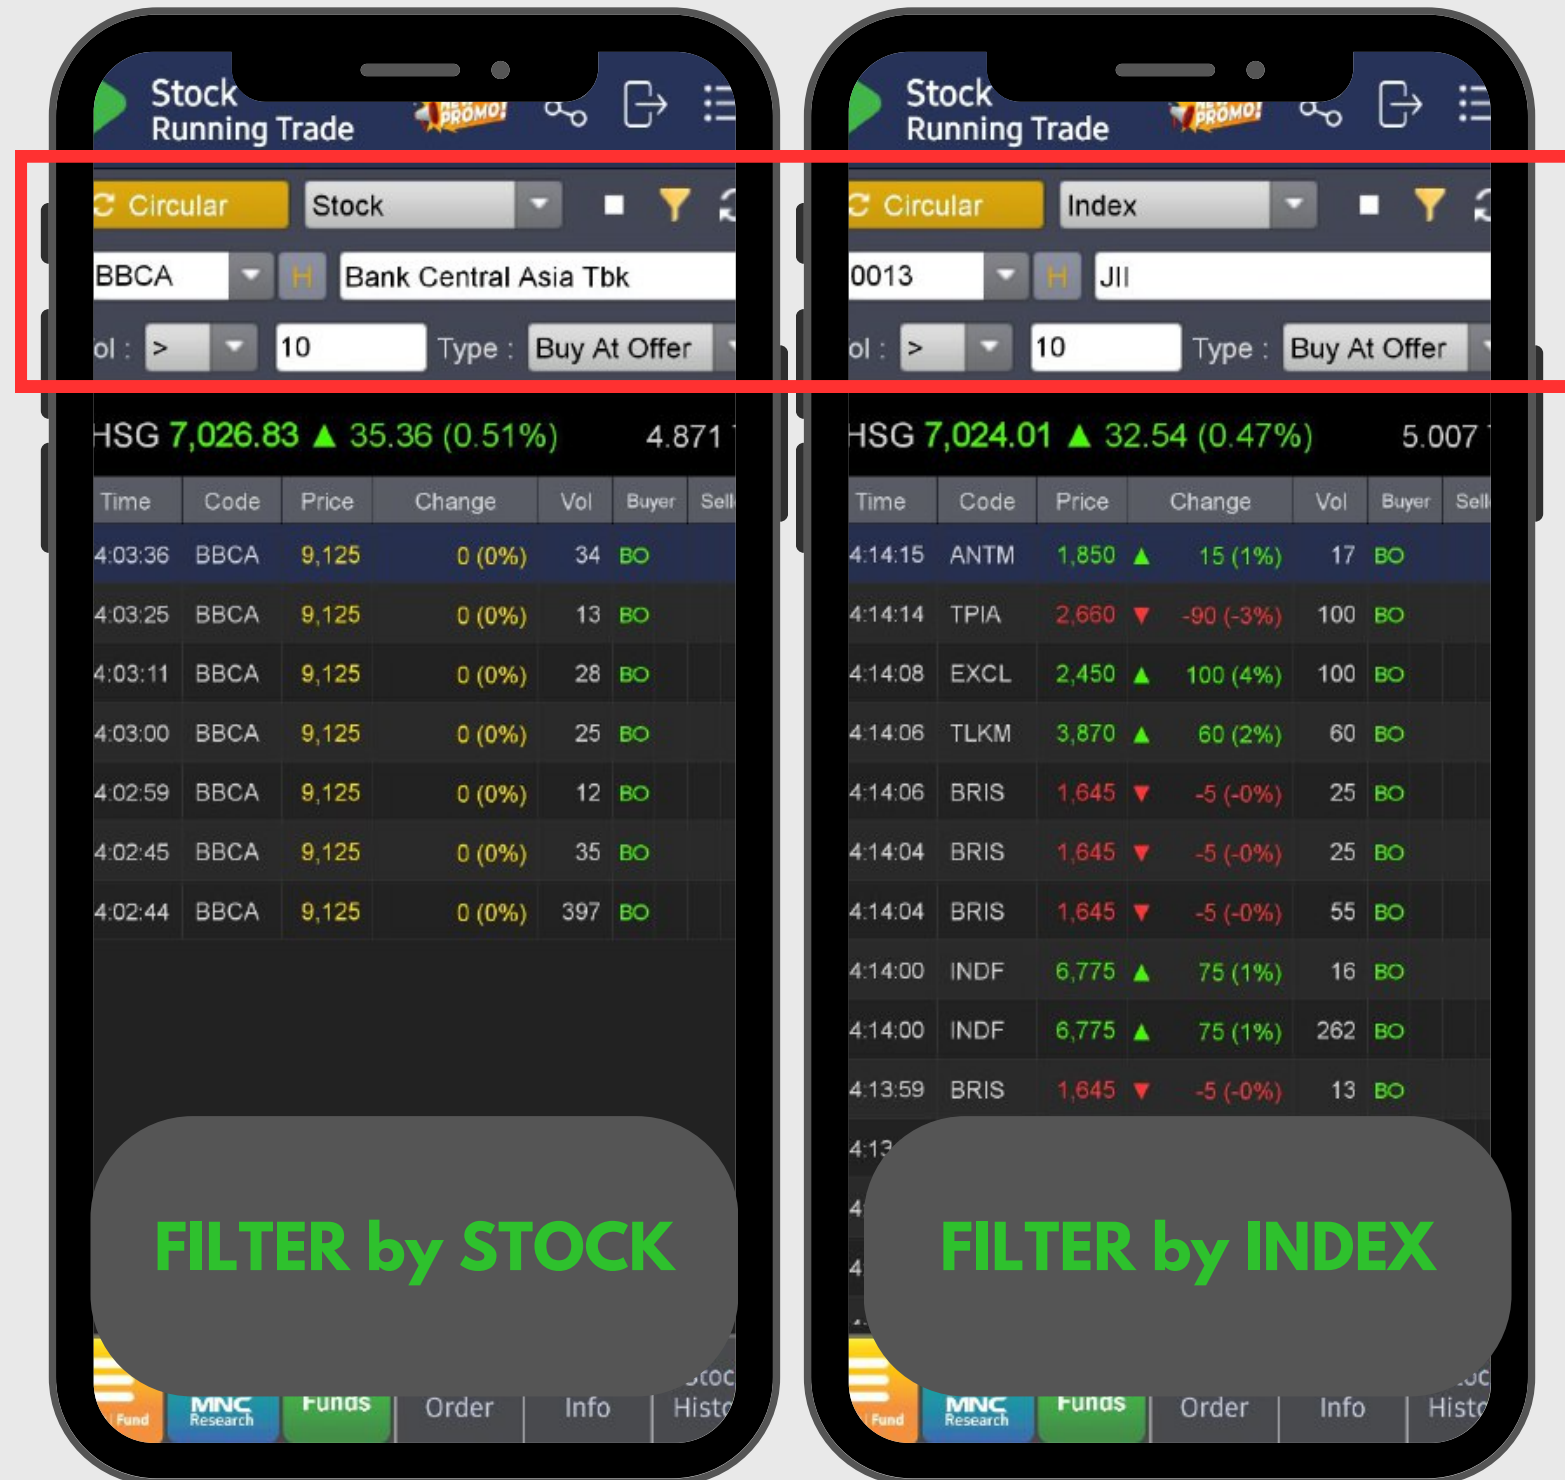 Stock
Running Trade
PROMO!
Circular
Stock
BBCA
H
Bank Central Asia Tbk
ol :
>
10
Type :
Buy At Offer
HSG 7,026.83 ▲ 35.36 (0.51%) 4.871
Time Code Price Change Vol Buyer Sell
4:03:36 BBCA 9,125 0 (0%) 34 BO
4:03:25 BBCA 9,125 0 (0%) 13 BO
4:03:11 BBCA 9,125 0 (0%) 28 BO
4:03:00 BBCA 9,125 0 (0%) 25 BO
4:02:59 BBCA 9,125 0 (0%) 12 BO
4:02:45 BBCA 9,125 0 (0%) 35 BO
4:02:44 BBCA 9,125 0 (0%) 397 BO
FILTER by STOCK
Fund
MNC
Research
Funds
Order
Info
Stoc
Histo
Stock
Running Trade
PROMO!
Circular
Index
0013
H
JII
ol :
>
10
Type :
Buy At Offer
HSG 7,024.01 ▲ 32.54 (0.47%) 5.007
Time Code Price Change Vol Buyer Sell
4:14:15 ANTM 1,850 ▲ 15 (1%) 17 BO
4:14:14 TPIA 2,660 ▼ -90 (-3%) 100 BO
4:14:08 EXCL 2,450 ▲ 100 (4%) 100 BO
4:14:06 TLKM 3,870 ▲ 60 (2%) 60 BO
4:14:06 BRIS 1,645 ▼ -5 (-0%) 25 BO
4:14:04 BRIS 1,645 ▼ -5 (-0%) 25 BO
4:14:04 BRIS 1,645 ▼ -5 (-0%) 55 BO
4:14:00 INDF 6,775 ▲ 75 (1%) 16 BO
4:14:00 INDF 6,775 ▲ 75 (1%) 262 BO
4:13:59 BRIS 1,645 ▼ -5 (-0%) 13 BO
4:13
4
4
FILTER by INDEX
Fund
MNC
Research
Funds
Order
Info
Histo